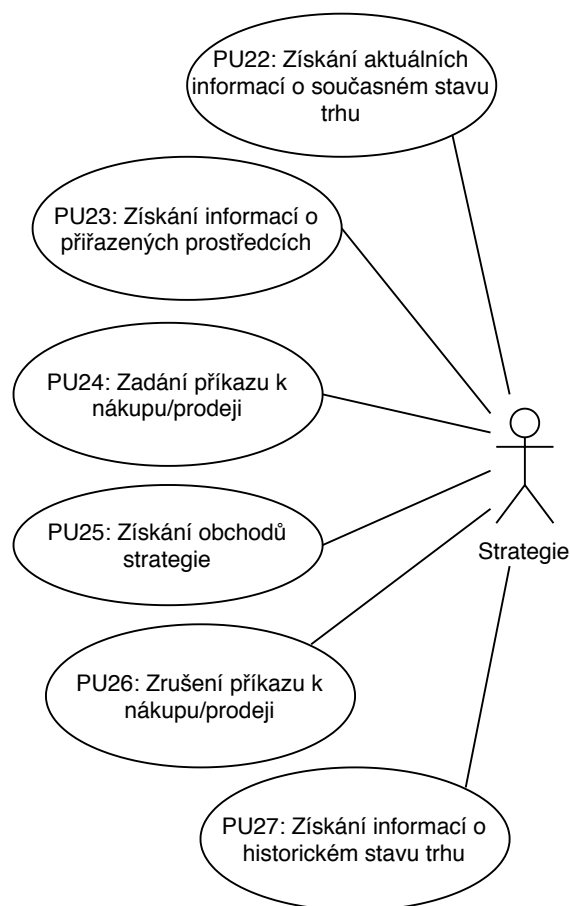 PU22: Získání aktuálních
informací o současném stavu
trhu
PU23: Získání informací o
přiřazených prostředcích
PU24: Zadání příkazu k
nákupu/prodeji
PU25: Získání obchodů
strategie
Strategie
PU26: Zrušení příkazu k
nákupu/prodeji
PU27: Získání informací o
historickém stavu trhu